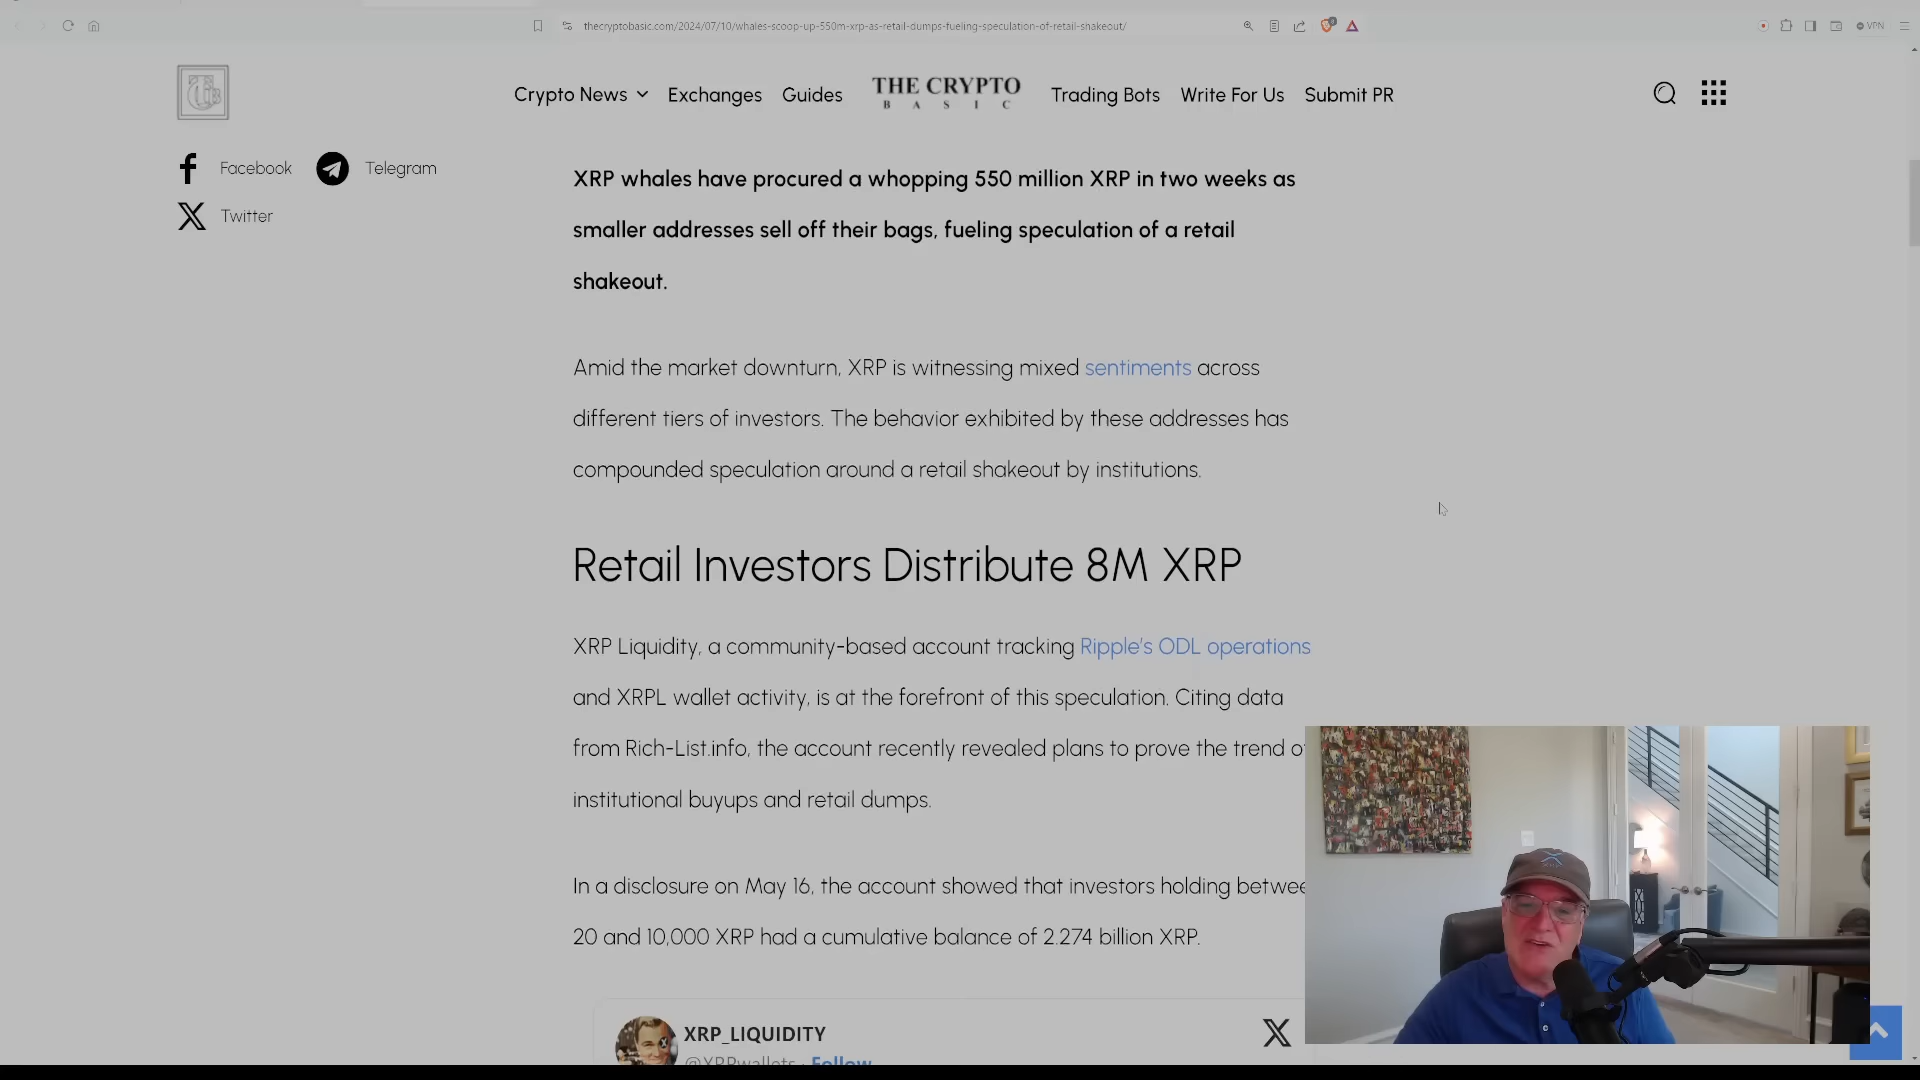 thecryptobasic.com/2024/07/10/whales-scoop-up-550m-xrp-as-retail-dumps-fueling-speculation-of-retail-shakeout/
VPN
Crypto News Exchanges Guides THE CRYPTO BASIC Trading Bots Write For Us Submit PR
Facebook Telegram
Twitter
XRP whales have procured a whopping 550 million XRP in two weeks as
smaller addresses sell off their bags, fueling speculation of a retail
shakeout.
Amid the market downturn, XRP is witnessing mixed sentiments across
different tiers of investors. The behavior exhibited by these addresses has
compounded speculation around a retail shakeout by institutions.
Retail Investors Distribute 8M XRP
XRP Liquidity, a community-based account tracking Ripple's ODL operations
and XRPL wallet activity, is at the forefront of this speculation. Citing data
from Rich-List.info, the account recently revealed plans to prove the trend o
institutional buyups and retail dumps.
In a disclosure on May 16, the account showed that investors holding betwee
20 and 10,000 XRP had a cumulative balance of 2.274 billion XRP.
XRP_LIQUIDITY
@XRPwallets · Follow